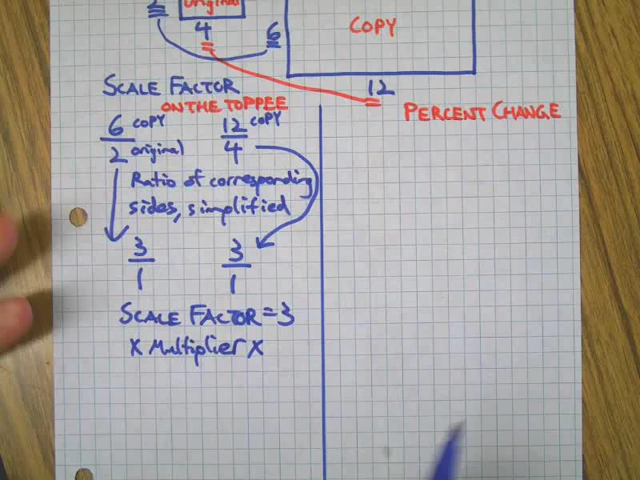 2 original
4 6 COPY
12
SCALE FACTOR
ON THE TOPPEE PERCENT CHANGE
6 COPY 12 COPY
2 original 4
Ratio of corresponding
sides, simplified
3 3
1 1
SCALE FACTOR = 3
x Multiplier x